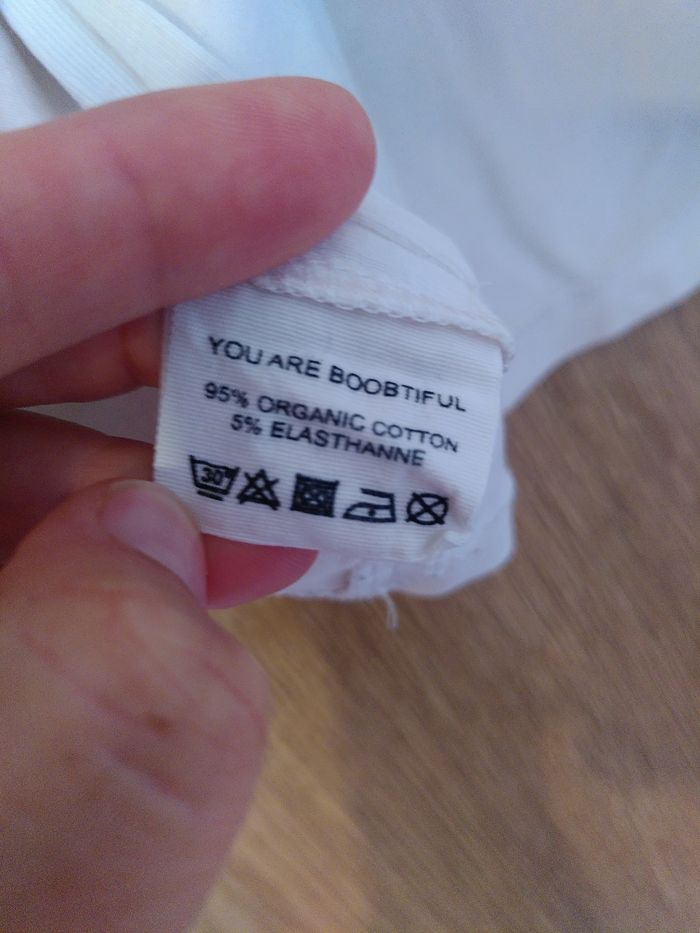 YOU ARE BOOBTIFUL
95% ORGANIC COTTON
5% ELASTHANNE
30°